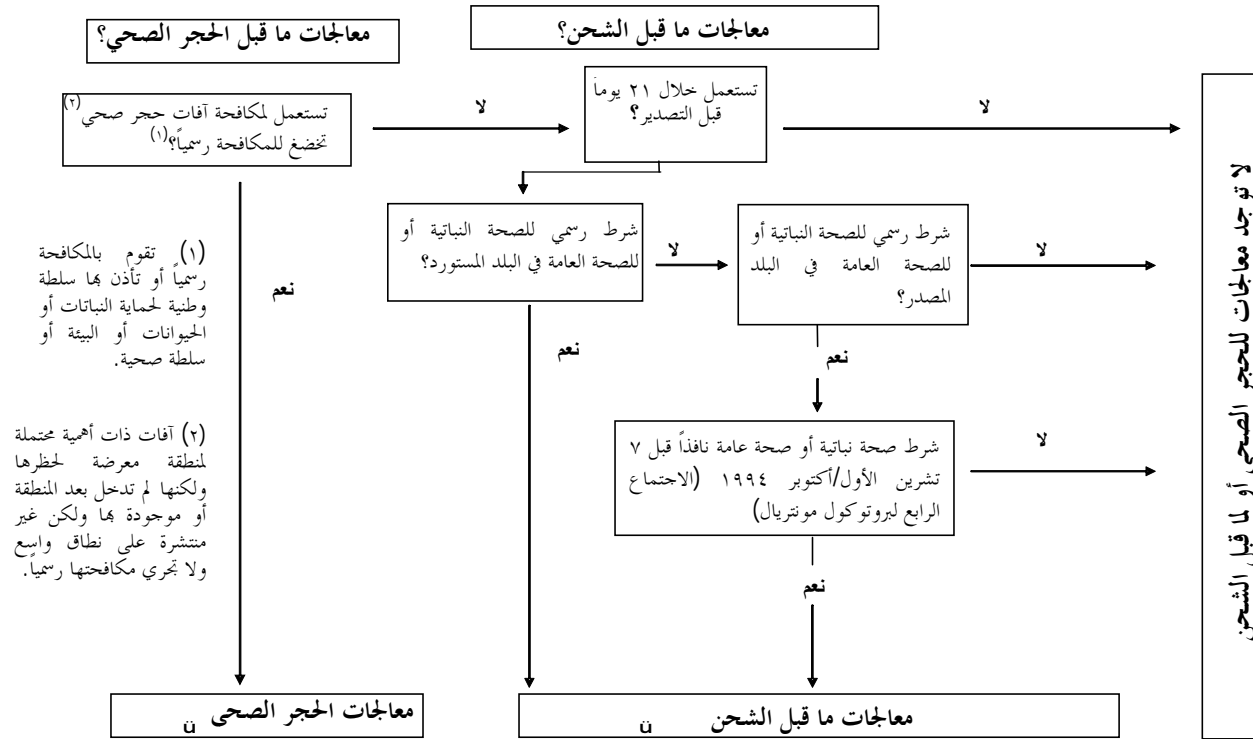 معالجات ما قبل الحجر الصحي؟
معالجات ما قبل الشحن؟
تستعمل لمكافحة آفات حجر صحي(٢)
تخضغ للمكافحة رسمياً؟(١)
لا
تستعمل خلال ٢١ يوماً
قبل التصدير؟
لا
شرط رسمي للصحة النباتية أو
للصحة العامة في البلد المستورد؟
لا
شرط رسمي للصحة النباتية أو
للصحة العامة في البلد
المصدر؟
لا
(١) تقوم بالمكافحة
رسمياً أو تأذن بها سلطة
وطنية لحماية النباتات أو
الحيوانات أو البيئة أو
سلطة صحية.
نعم
نعم
نعم
(٢) آفات ذات أهمية محتملة
لمنطقة معرضة لحظرها
ولكنها لم تدخل بعد المنطقة
أو موجودة بها ولكن غير
منتشرة على نطاق واسع
ولا تجري مكافحتها رسمياً.
شرط صحة نباتية أو صحة عامة نافذاً قبل ٧
تشرين الأول/أكتوبر ١٩٩٤ (الاجتماع
الرابع لبروتوكول مونتريال)
لا
نعم
معالجات الحجر الصحى ü
معالجات ما قبل الشحن ü
لا توجد معالجات للحجر الصحي أو لما قبل الشحن